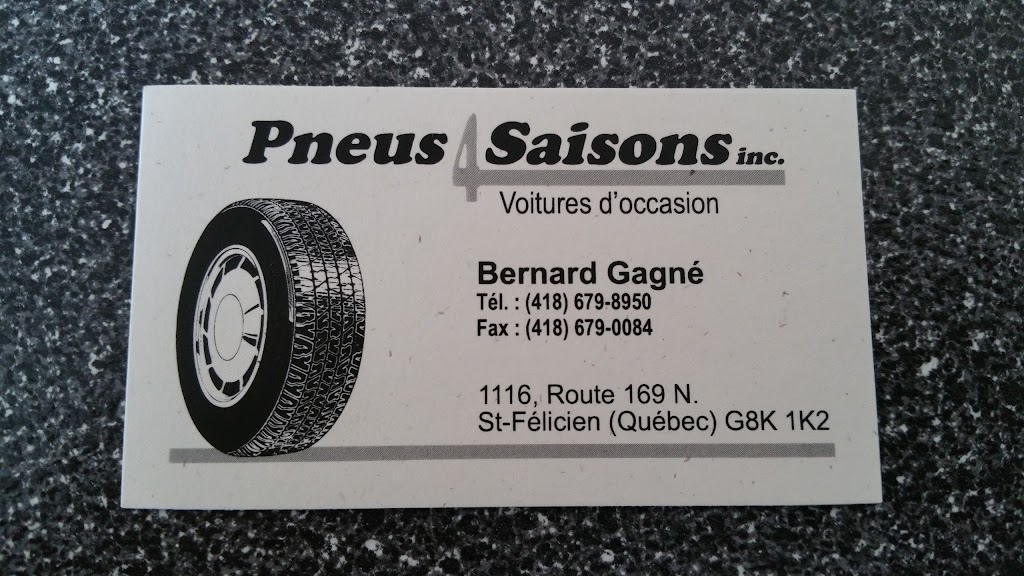 Pneus 4 Saisons inc.
Voitures d'occasion
Bernard Gagné
Tél. : (418) 679-8950
Fax : (418) 679-0084
1116, Route 169 N.
St-Félicien (Québec) G8K 1K2